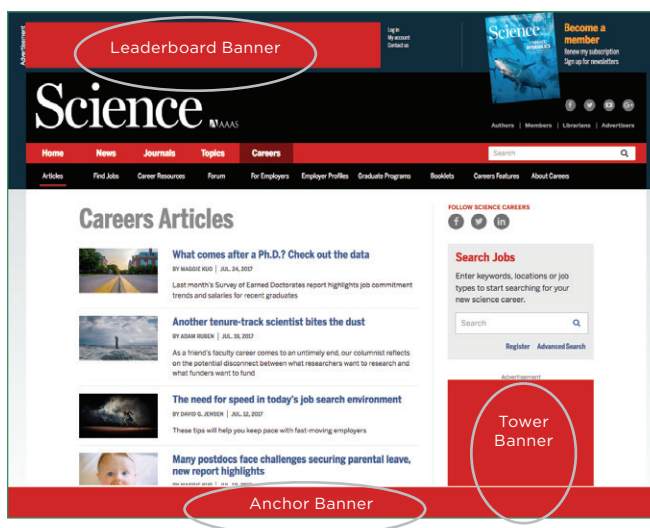 Advertisement
Leaderboard Banner
Log in
My account
Contact us
Science
Become a
member
Renew my subscription
Sign up for newsletters
Science
AAAS
Authors | Members | Librarians | Advertisers
Home News Journals Topics Careers
Search
Articles Find Jobs Career Resources Forum For Employers Employer Profiles Graduate Programs Booklets Careers Features About Careers
Careers Articles
FOLLOW SCIENCE CAREERS
What comes after a Ph.D.? Check out the data
BY MAGGIE KUO | JUL. 24, 2017
Last month's Survey of Earned Doctorates report highlights job commitment
trends and salaries for recent graduates
Another tenure-track scientist bites the dust
BY ADAM RUBEN | JUL. 19, 2017
As a friend's faculty career comes to an untimely end, our columnist reflects
on the potential disconnect between what researchers want to research and
what funders want to fund
The need for speed in today's job search environment
BY DAVID G. JENSEN | JUL. 12, 2017
These tips will help you keep pace with fast-moving employers
Many postdocs face challenges securing parental leave,
new report highlights
Search Jobs
Enter keywords, locations or job
types to start searching for your
new science career.
Search
Register Advanced Search
Advertisement
Tower
Banner
Anchor Banner